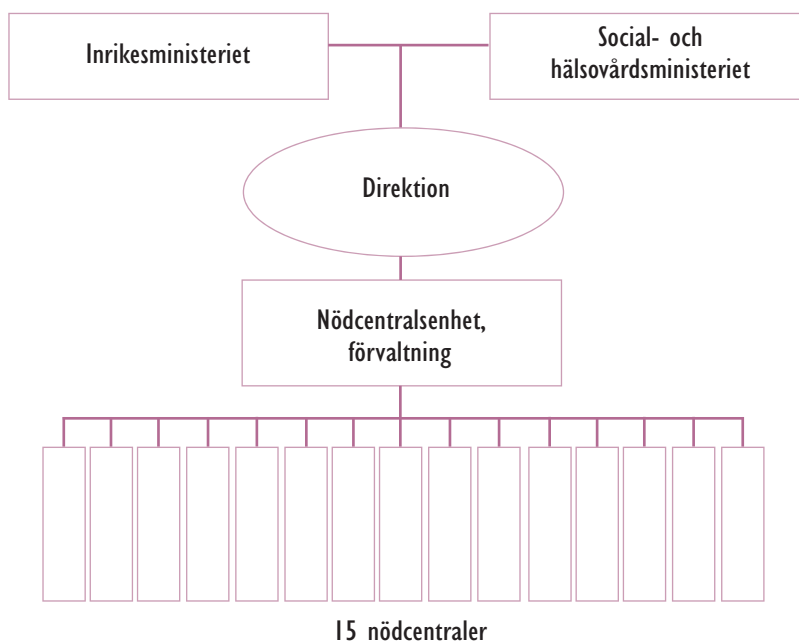 Inrikesministeriet
Social- och
hälsovårdsministeriet
Direktion
Nödcentralsenhet,
förvaltning
15 nödcentraler